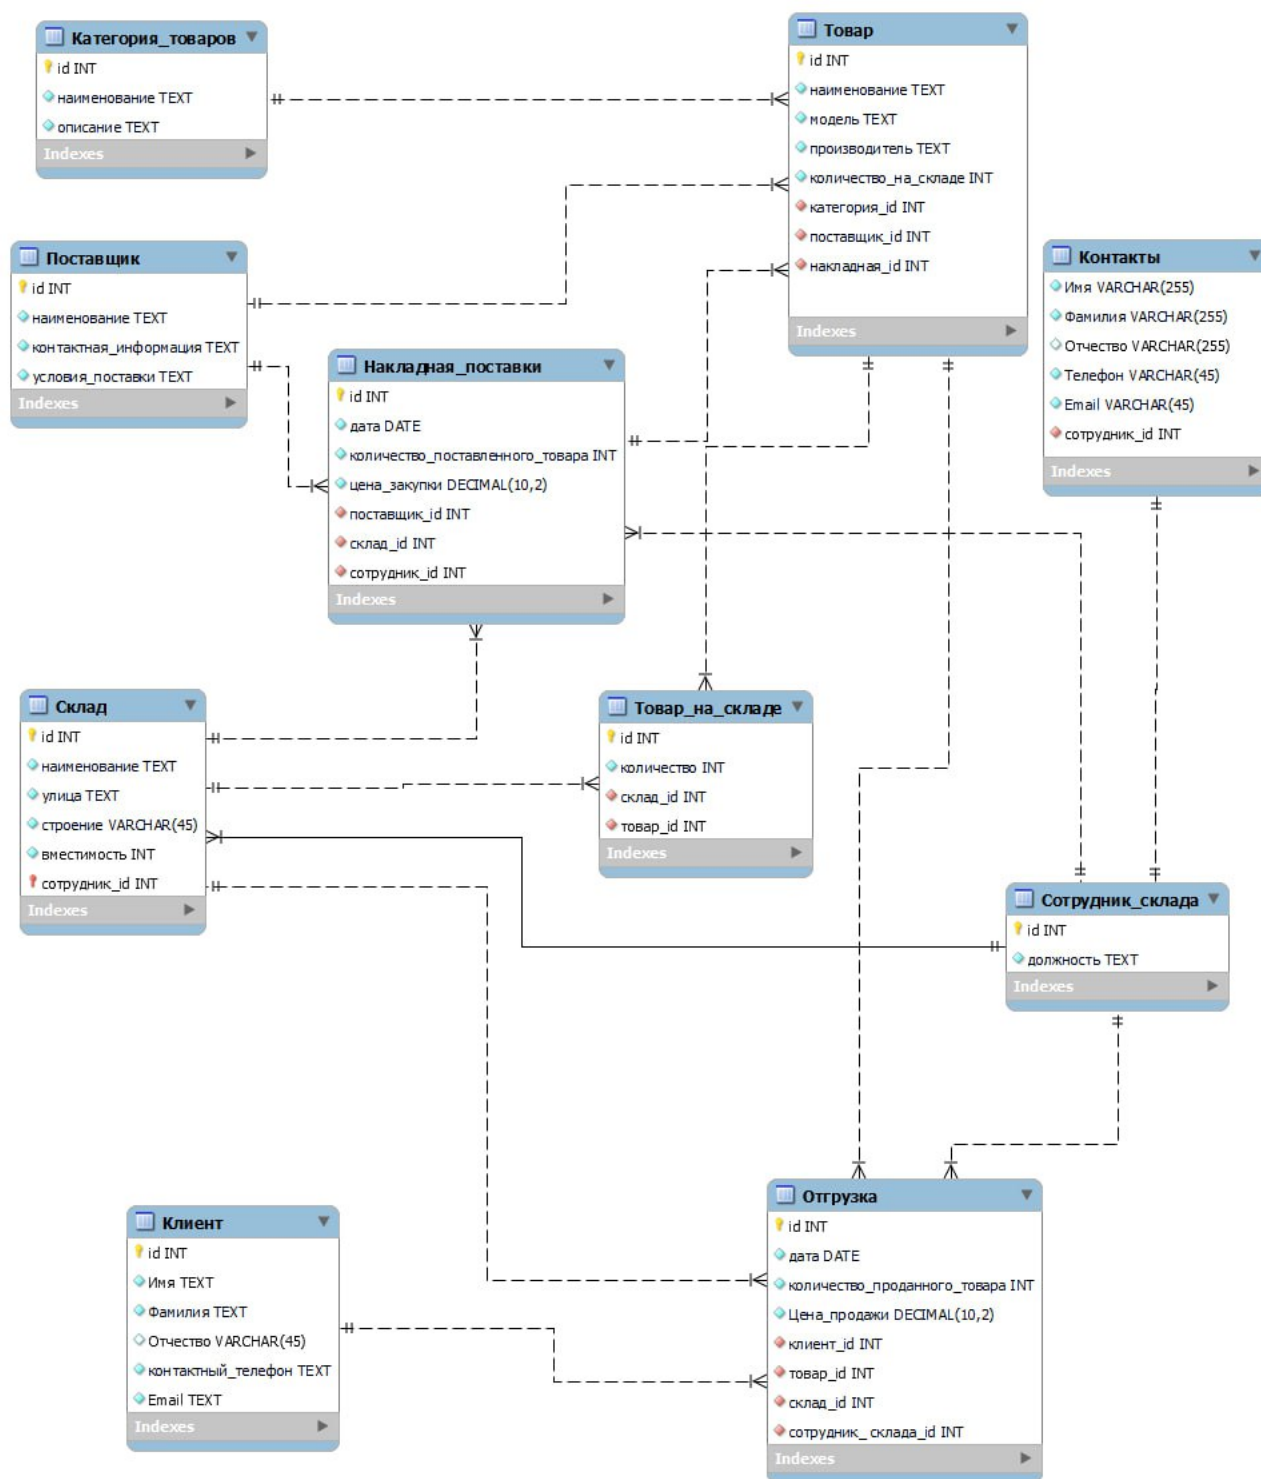 Категория_товаров
id INT
наименование TEXT
описание TEXT
Indexes
Товар
id INT
наименование TEXT
модель TEXT
производитель TEXT
количество_на_складе INT
категория_id INT
поставщик_id INT
накладная_id INT
Indexes
Поставщик
id INT
наименование TEXT
контактная_информация TEXT
условия_поставки TEXT
Indexes
Контакты
Имя VARCHAR(255)
Фамилия VARCHAR(255)
Отчество VARCHAR(255)
Телефон VARCHAR(45)
Email VARCHAR(45)
сотрудник_id INT
Indexes
Накладная_поставки
id INT
дата DATE
количество_поставленного_товара INT
цена_закупки DECIMAL(10,2)
поставщик_id INT
склад_id INT
сотрудник_id INT
Indexes
Склад
id INT
наименование TEXT
улица TEXT
строение VARCHAR(45)
вместимость INT
сотрудник_id INT
Indexes
Товар_на_складе
id INT
количество INT
склад_id INT
товар_id INT
Indexes
Сотрудник_склада
id INT
должность TEXT
Indexes
Клиент
id INT
Имя TEXT
Фамилия TEXT
Отчество VARCHAR(45)
контактный_телефон TEXT
Email TEXT
Indexes
Отгрузка
id INT
дата DATE
количество_проданного_товара INT
Цена_продажи DECIMAL(10,2)
клиент_id INT
товар_id INT
склад_id INT
сотрудник_ склада_id INT
Indexes